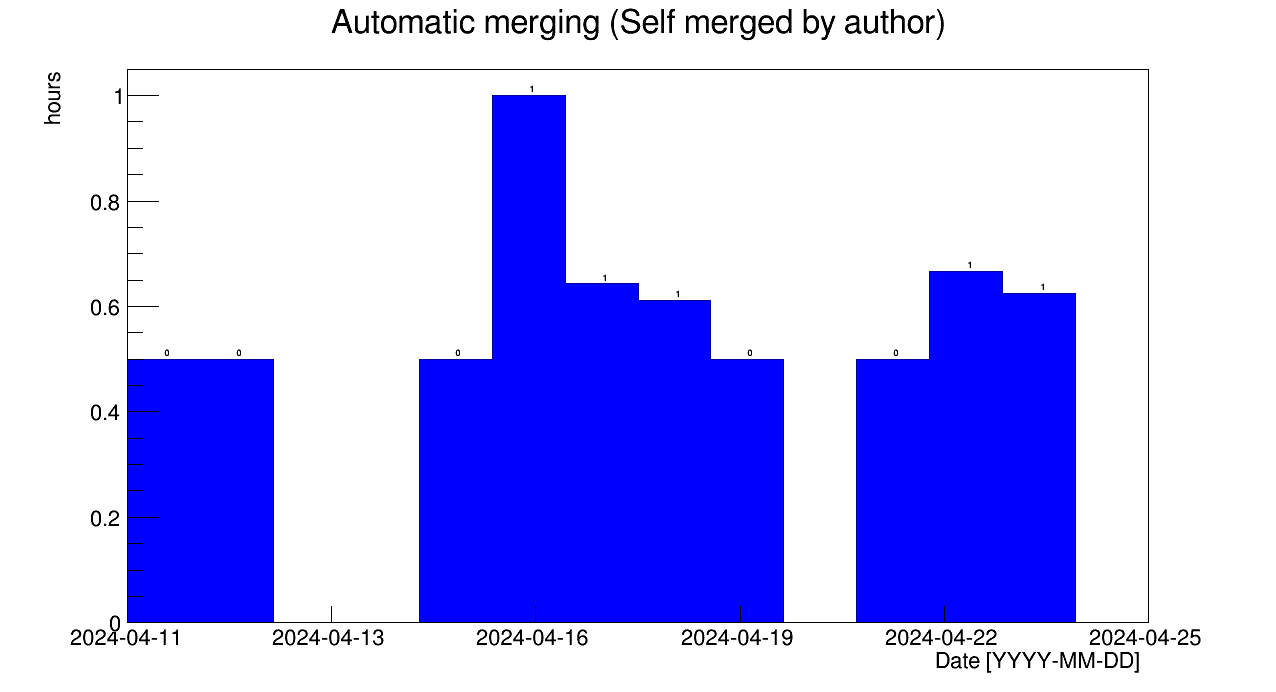 Automatic merging (Self merged by author)
hours
1
0.8
0.6
0.4
0.2
0
0 0 0 1 1 1 0 0 1 1
2024-04-11 2024-04-13 2024-04-16 2024-04-19 2024-04-22 2024-04-25
Date [YYYY-MM-DD]